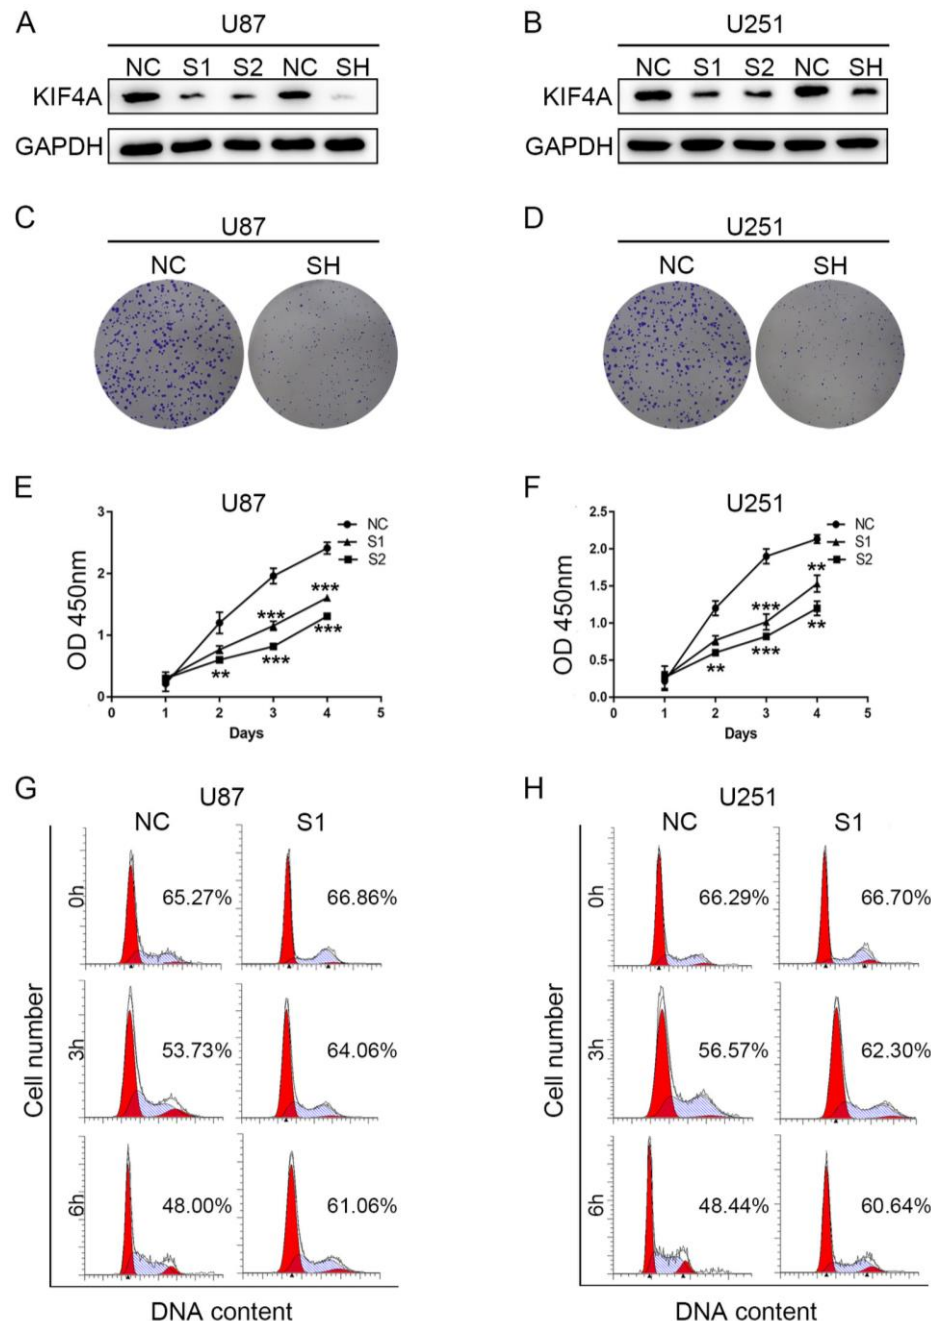 A
U87
NC S1 S2 NC SH
KIF4A
GAPDH
B
U251
NC S1 S2 NC SH
KIF4A
GAPDH
C
U87
NC SH
D
U251
NC SH
E
U87
OD 450nm
3
2
1
0
0 1 2 3 4 5
Days
NC
S1
S2
*** ***
** *** ***
F
U251
OD 450nm
2.5
2.0
1.5
1.0
0.5
0.0
0 1 2 3 4 5
Days
NC
S1
S2
*** **
** *** **
G
U87
NC S1
0h 65.27% 66.86%
3h 53.73% 64.06%
6h 48.00% 61.06%
Cell number
DNA content
H
U251
NC S1
0h 66.29% 66.70%
3h 56.57% 62.30%
6h 48.44% 60.64%
Cell number
DNA content